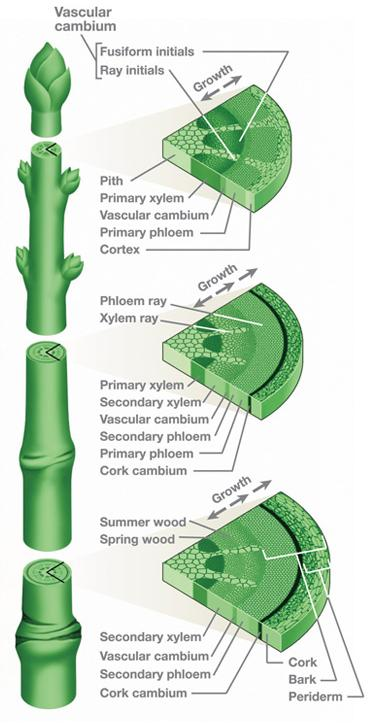 Vascular
cambium
Fusiform initials
Ray initials
Growth
Pith
Primary xylem
Vascular cambium
Primary phloem
Cortex
Growth
Phloem ray
Xylem ray
Primary xylem
Secondary xylem
Vascular cambium
Secondary phloem
Primary phloem
Cork cambium
Growth
Summer wood
Spring wood
Secondary xylem
Vascular cambium
Secondary phloem
Cork cambium
Cork
Bark
Periderm